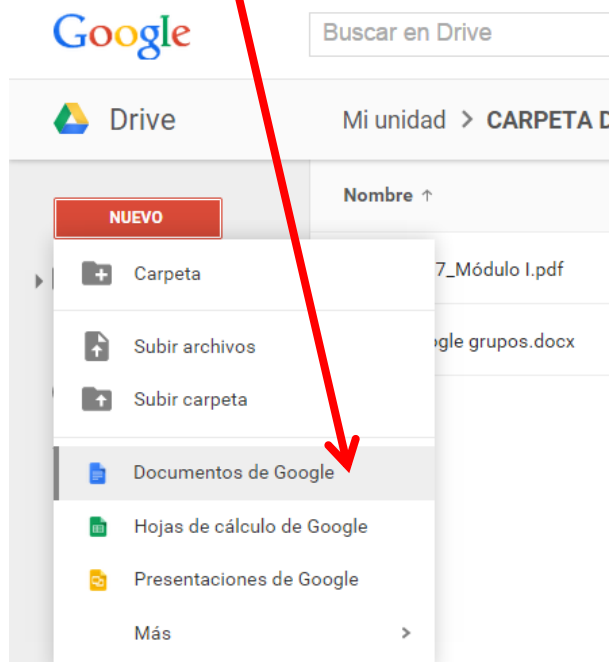 Google
Buscar en Drive
Drive
Mi unidad > CARPETA
Nombre ↑
NUEVO
Carpeta
7_Módulo I.pdf
Subir archivos
grupos.docx
Subir carpeta
Documentos de Google
Hojas de cálculo de Google
Presentaciones de Google
Más >